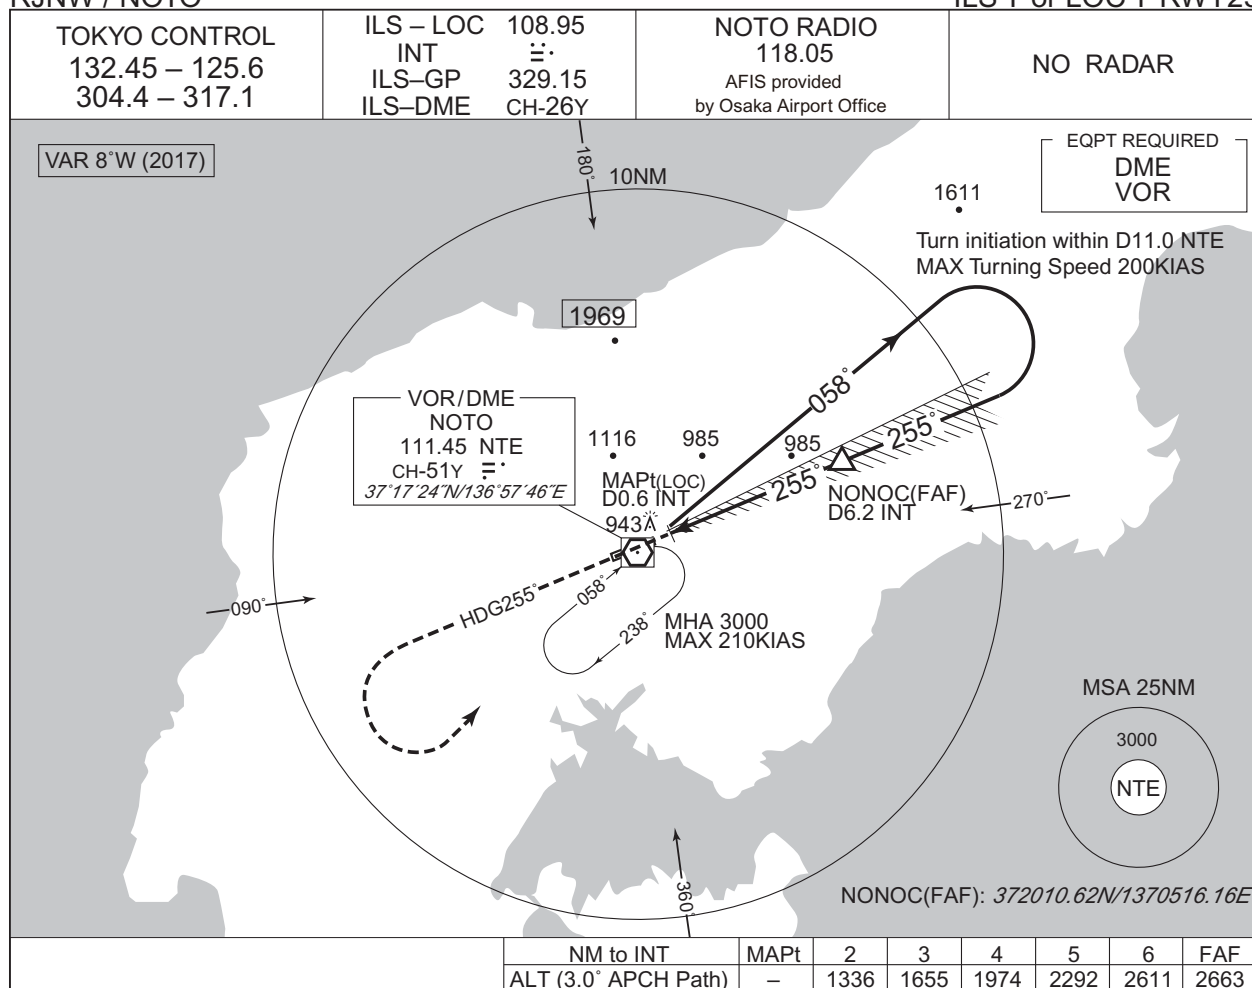 RJNW / NOTO
ILS Y or LOC Y RWY25
TOKYO CONTROL
132.45 – 125.6
304.4 – 317.1
ILS – LOC 108.95
INT
ILS–GP 329.15
ILS–DME CH-26Y
NOTO RADIO
118.05
AFIS provided
by Osaka Airport Office
NO RADAR
VAR 8°W (2017)
180°
10NM
1611
EQPT REQUIRED
DME
VOR
Turn initiation within D11.0 NTE
MAX Turning Speed 200KIAS
1969
058°
VOR/DME
NOTO
111.45 NTE
CH-51Y
37°17′24″N/136°57′46″E
1116
985
985
255°
255°
MAPt(LOC)
D0.6 INT
943
NONOC(FAF)
D6.2 INT
270°
090°
HDG255°
058°
238°
MHA 3000
MAX 210KIAS
MSA 25NM
3000
NTE
360°
NONOC(FAF): 372010.62N/1370516.16E
NM to INT MAPt 2 3 4 5 6 FAF
ALT (3.0° APCH Path) – 1336 1655 1974 2292 2611 2663